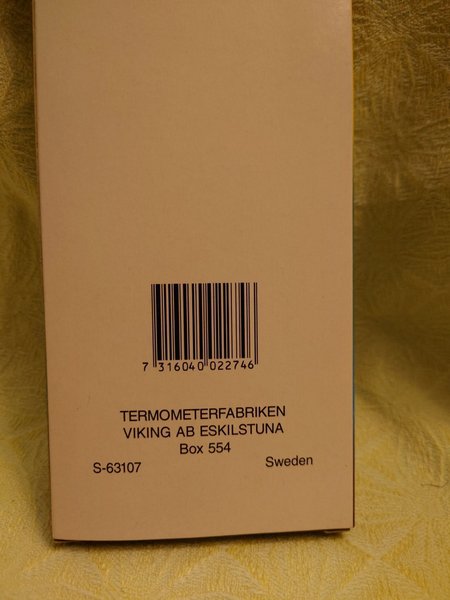 7 316040 022746
TERMOMETERFABRIKEN
VIKING AB ESKILSTUNA
Box 554
S-63107 Sweden